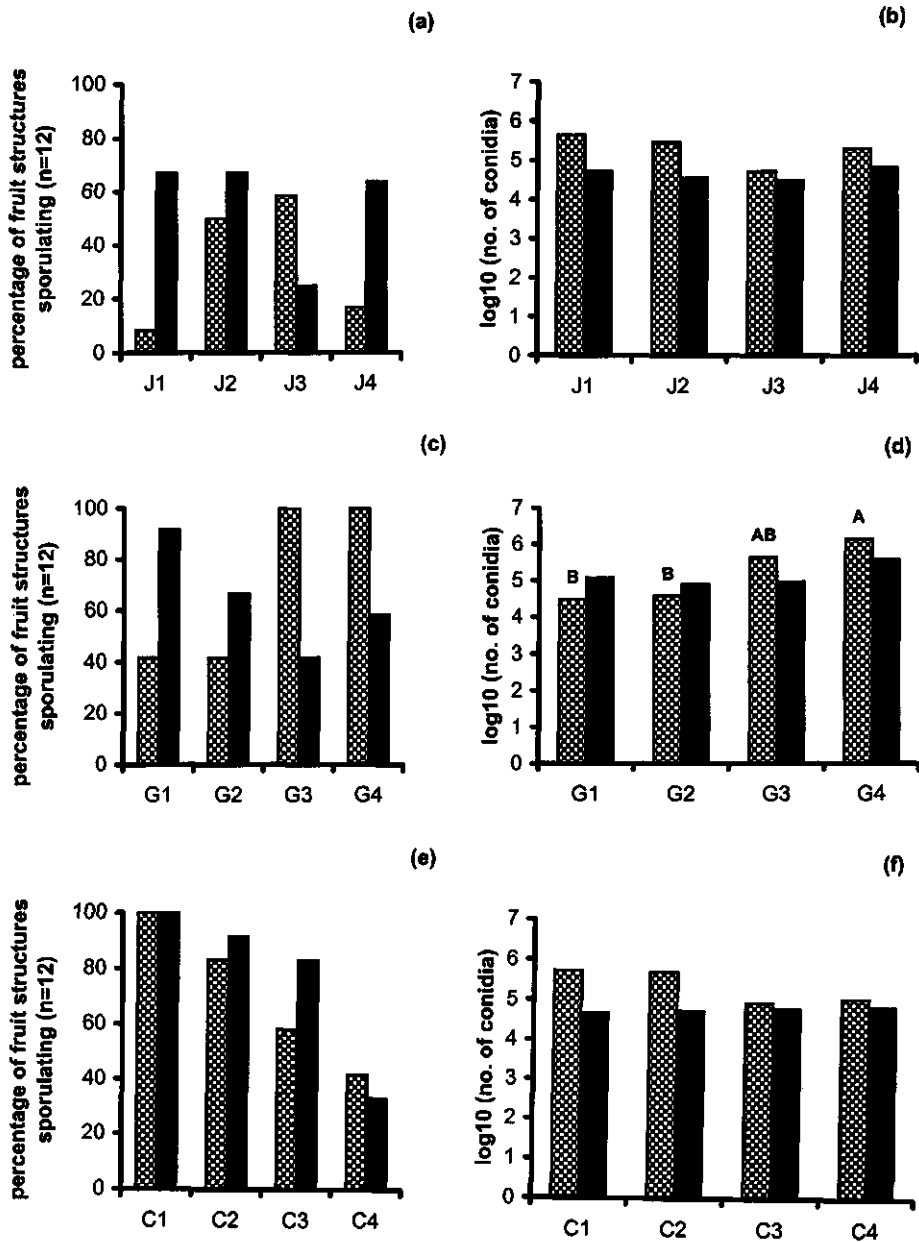 (a)
percentage of fruit structures
sporulating (n=12)
100
80
60
40
20
0
J1 J2 J3 J4
(b)
log10 (no. of conidia)
7
6
5
4
3
2
1
0
J1 J2 J3 J4
(c)
percentage of fruit structures
sporulating (n=12)
100
80
60
40
20
0
G1 G2 G3 G4
(d)
log10 (no. of conidia)
7
6
5
4
3
2
1
0
B B AB A
G1 G2 G3 G4
(e)
percentage of fruit structures
sporulating (n=12)
100
80
60
40
20
0
C1 C2 C3 C4
(f)
log10 (no. of conidia)
7
6
5
4
3
2
1
0
C1 C2 C3 C4